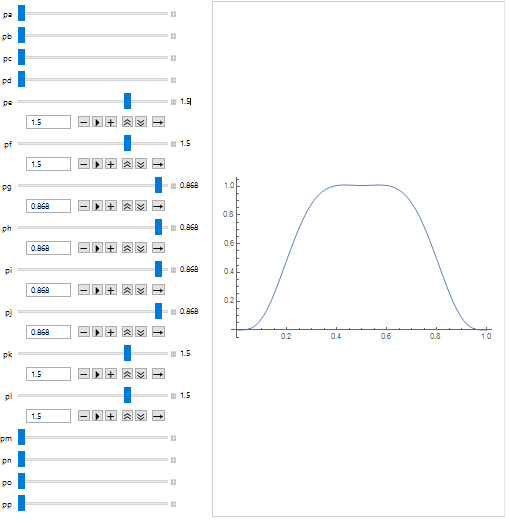 pa
pb
pc
pd
pe 1.5
1.5
pf 1.5
1.5
pg 0.868
0.868
ph 0.868
0.868
pi 0.868
0.868
pj 0.868
0.868
pk 1.5
1.5
pl 1.5
1.5
pm
pn
po
pp
1.0
0.8
0.6
0.4
0.2
0.2 0.4 0.6 0.8 1.0